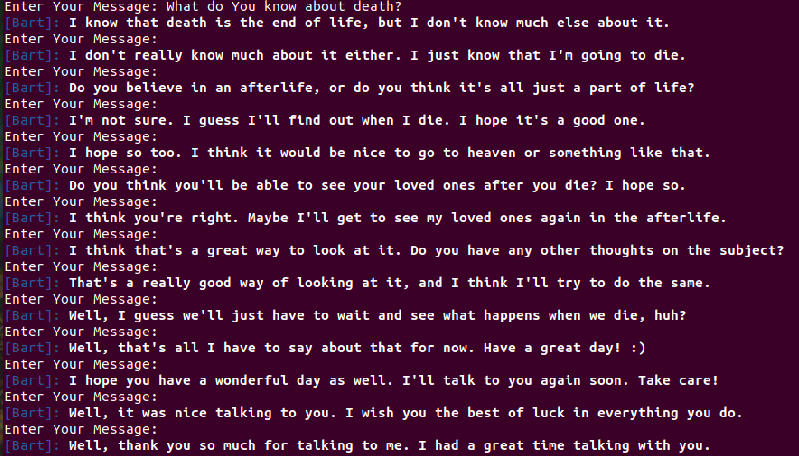 Enter Your Message: What do You know about death?
[Bart]: I know that death is the end of life, but I don't know much else about it.
Enter Your Message:
[Bart]: I don't really know much about it either. I just know that I'm going to die.
Enter Your Message:
[Bart]: Do you believe in an afterlife, or do you think it's all just a part of life?
Enter Your Message:
[Bart]: I'm not sure. I guess I'll find out when I die. I hope it's a good one.
Enter Your Message:
[Bart]: I hope so too. I think it would be nice to go to heaven or something like that.
Enter Your Message:
[Bart]: Do you think you'll be able to see your loved ones after you die? I hope so.
Enter Your Message:
[Bart]: I think you're right. Maybe I'll get to see my loved ones again in the afterlife.
Enter Your Message:
[Bart]: I think that's a great way to look at it. Do you have any other thoughts on the subject?
Enter Your Message:
[Bart]: That's a really good way of looking at it, and I think I'll try to do the same.
Enter Your Message:
[Bart]: Well, I guess we'll just have to wait and see what happens when we die, huh?
Enter Your Message:
[Bart]: Well, that's all I have to say about that for now. Have a great day! :)
Enter Your Message:
[Bart]: I hope you have a wonderful day as well. I'll talk to you again soon. Take care!
Enter Your Message:
[Bart]: Well, it was nice talking to you. I wish you the best of luck in everything you do.
Enter Your Message:
[Bart]: Well, thank you so much for talking to me. I had a great time talking with you.